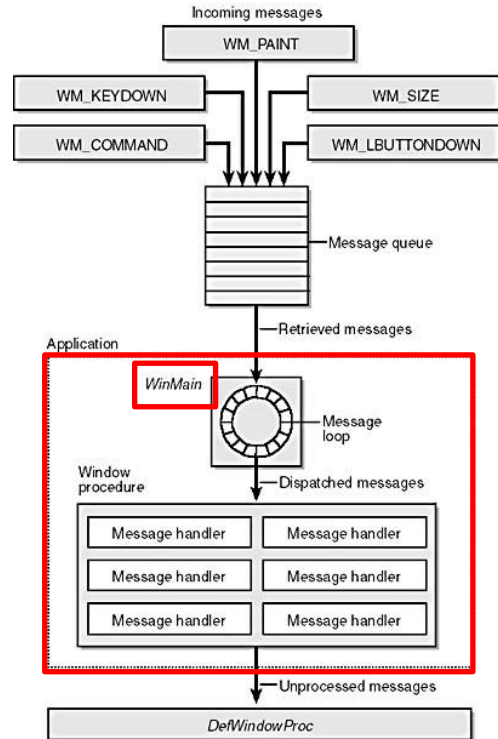 Incoming messages
WM_PAINT
WM_KEYDOWN
WM_SIZE
WM_COMMAND
WM_LBUTTONDOWN
Message queue
Retrieved messages
Application
WinMain
Message
loop
Window
procedure
Dispatched messages
Message handler
Message handler
Message handler
Message handler
Message handler
Message handler
Unprocessed messages
DefWindowProc